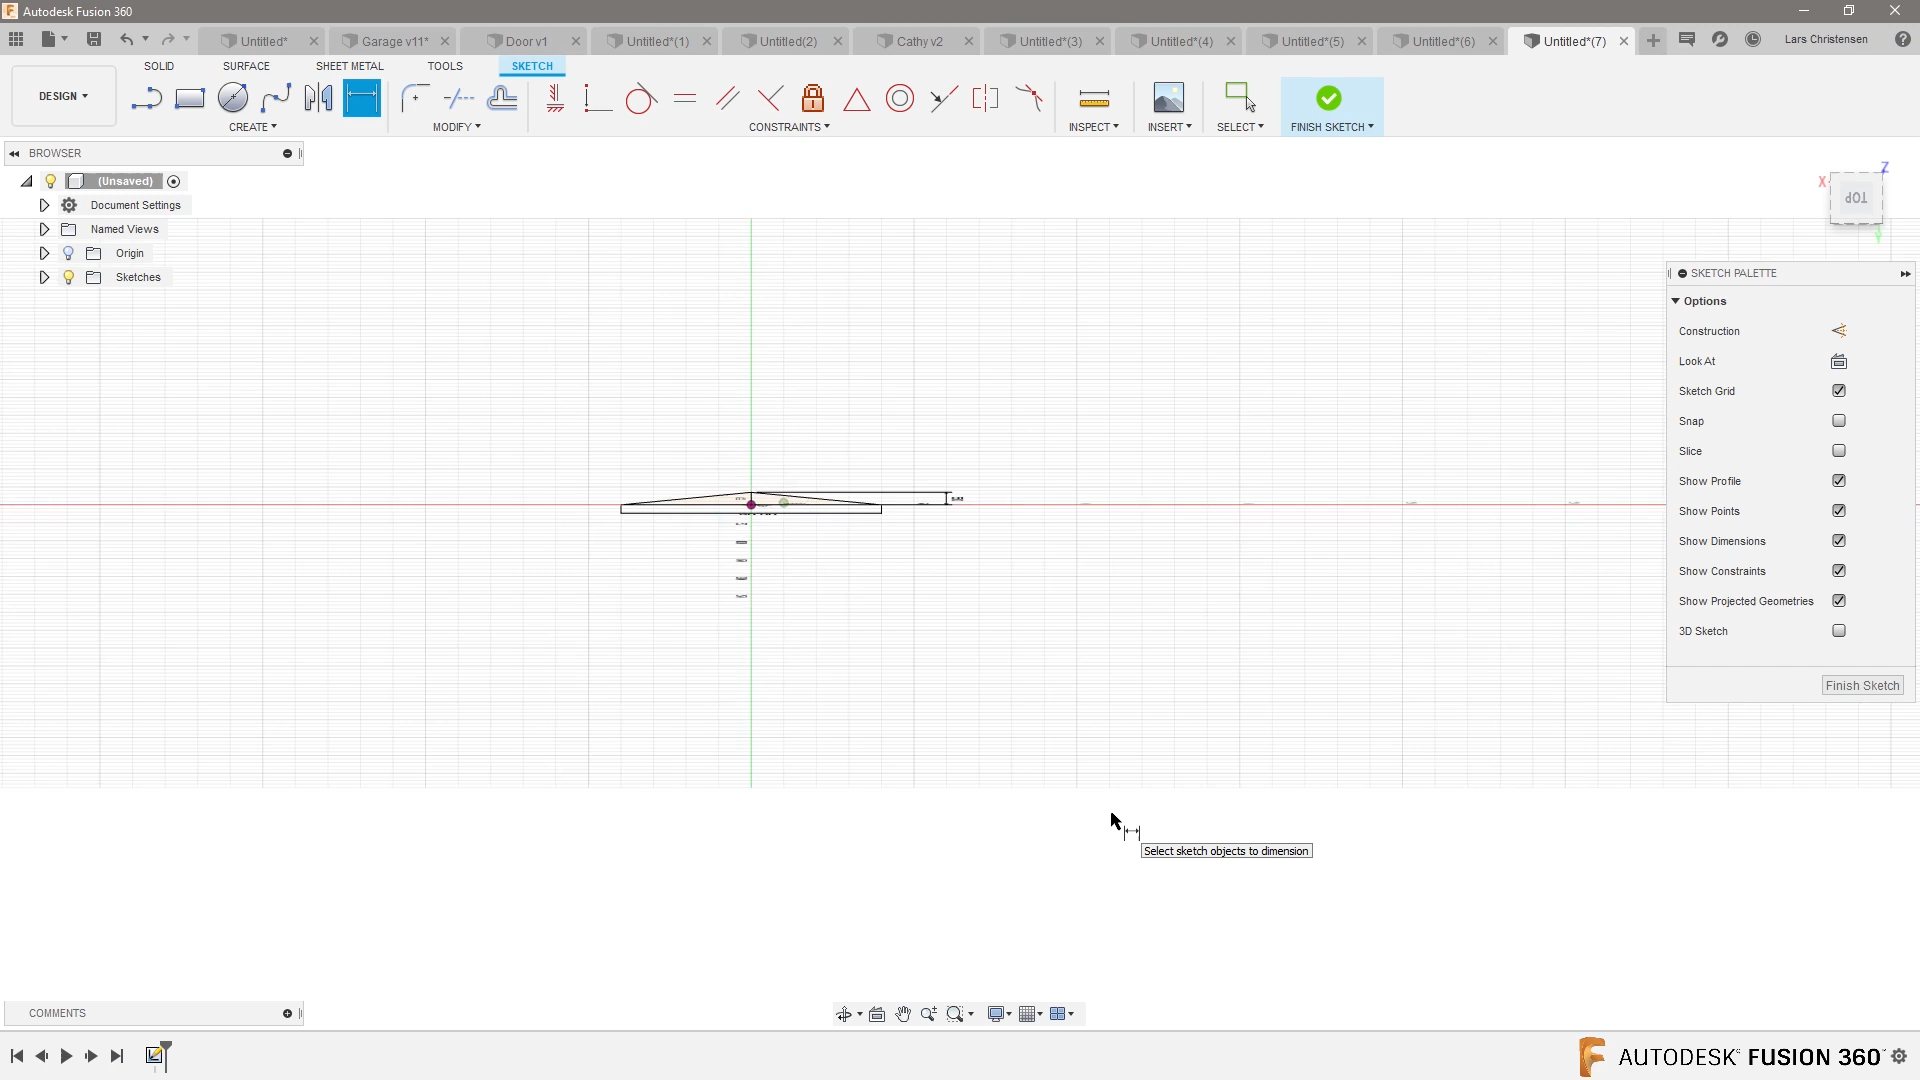 Autodesk Fusion 360
Untitled* Garage v11* Door v1 Untitled*(1) Untitled(2) Cathy v2 Untitled*(3) Untitled*(4) Untitled*(5) Untitled*(6) Untitled*(7) Lars Christensen
SOLID SURFACE SHEET METAL TOOLS SKETCH
DESIGN
CREATE MODIFY CONSTRAINTS INSPECT INSERT SELECT FINISH SKETCH
BROWSER
(Unsaved)
Document Settings
Named Views
Origin
Sketches
X
Z
Y
TOP
SKETCH PALETTE
Options
Construction
Look At
Sketch Grid
Snap
Slice
Show Profile
Show Points
Show Dimensions
Show Constraints
Show Projected Geometries
3D Sketch
Finish Sketch
Select sketch objects to dimension
COMMENTS
AUTODESK FUSION 360